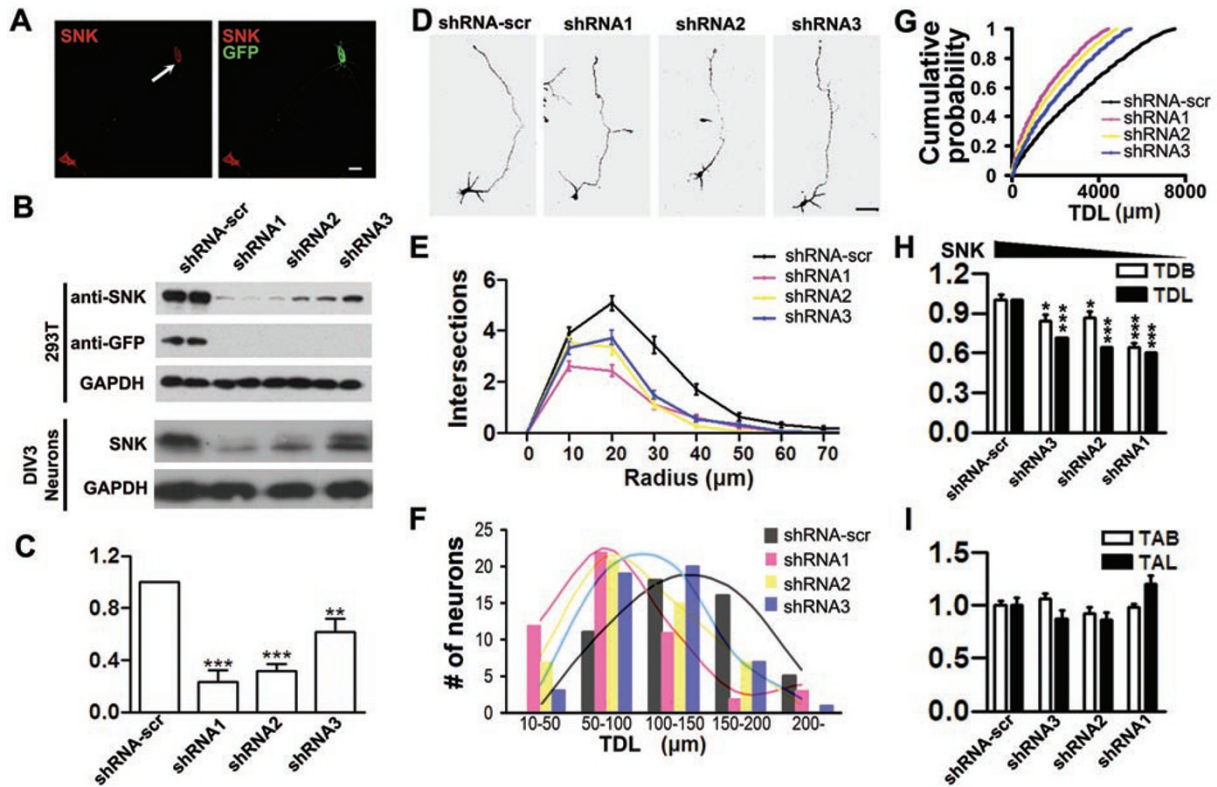 A
SNK
SNK
GFP
B
shRNA-scr
shRNA1
shRNA2
shRNA3
293T
anti-SNK
anti-GFP
GAPDH
DIV3
Neurons
SNK
GAPDH
C
1.2
0.8
0.4
0.0
***
***
**
shRNA-scr
shRNA1
shRNA2
shRNA3
D
shRNA-scr
shRNA1
shRNA2
shRNA3
E
Intersections
6
4
2
0
shRNA-scr
shRNA1
shRNA2
shRNA3
0 10 20 30 40 50 60 70
Radius (µm)
F
# of neurons
25
20
15
10
5
0
shRNA-scr
shRNA1
shRNA2
shRNA3
10-50 50-100 100-150 150-200 200-
TDL (µm)
G
Cumulative
probability
1
0.8
0.6
0.4
0.2
0
shRNA-scr
shRNA1
shRNA2
shRNA3
0 4000 8000
TDL (µm)
H
SNK
1.2
0.9
0.6
0.3
0.0
TDB
TDL
*
***
*
***
***
***
shRNA-scr
shRNA3
shRNA2
shRNA1
I
1.5
1.0
0.5
0.0
TAB
TAL
shRNA-scr
shRNA3
shRNA2
shRNA1